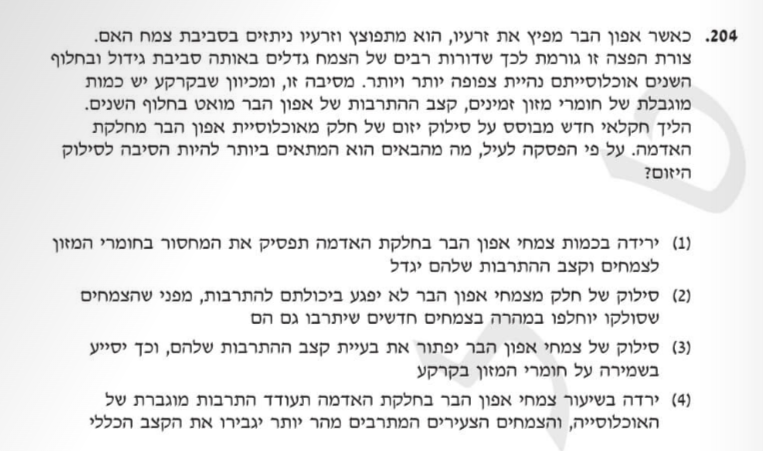 204. כאשר אפון הבר מפיץ את זרעיו, הוא מתפוצץ וזרעיו ניתזים בסביבת צמח האם.
צורת הפצה זו גורמת לכך שדורות רבים של הצמח גדלים באותה סביבת גידול ובחלוף
השנים אוכלוסייתם נהיית צפופה יותר ויותר. מסיבה זו, ומכיוון שבקרקע יש כמות
מוגבלת של חומרי מזון זמינים, קצב ההתרבות של אפון הבר מואט בחלוף השנים.
הליך חקלאי חדש מבוסס על סילוק יזום של חלק מאוכלוסיית אפון הבר מחלקת
האדמה. על פי הפסקה לעיל, מה מהבאים הוא המתאים ביותר להיות הסיבה לסילוק
היזום?
(1) ירידה בכמות צמחי אפון הבר בחלקת האדמה תפסיק את המחסור בחומרי המזון
לצמחים וקצב ההתרבות שלהם יגדל
(2) סילוק של חלק מצמחי אפון הבר לא יפגע ביכולתם להתרבות, מפני שהצמחים
שסולקו יוחלפו במהרה בצמחים חדשים שיתרבו גם הם
(3) סילוק של צמחי אפון הבר יפתור את בעיית קצב ההתרבות שלהם, וכך יסייע
בשמירה על חומרי המזון בקרקע
(4) ירדה בשיעור צמחי אפון הבר בחלקת האדמה תעודד התרבות מוגברת של
האוכלוסייה, והצמחים הצעירים המתרבים מהר יותר יגבירו את הקצב הכללי